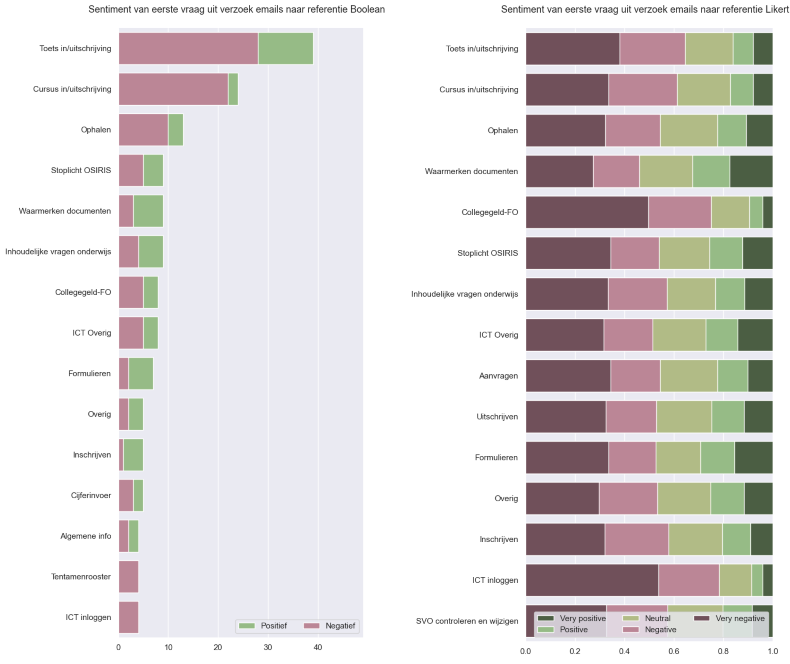 Sentiment van eerste vraag uit verzoek emails naar referentie Boolean
Toets in/uitschrijving
Cursus in/uitschrijving
Ophalen
Stoplicht OSIRIS
Waarmerken documenten
Inhoudelijke vragen onderwijs
Collegegeld-FO
ICT Overig
Formulieren
Overig
Inschrijven
Cijferinvoer
Algemene info
Tentamenrooster
ICT inloggen
0 10 20 30 40
Positief Negatief
Sentiment van eerste vraag uit verzoek emails naar referentie Likert
Toets in/uitschrijving
Cursus in/uitschrijving
Ophalen
Waarmerken documenten
Collegegeld-FO
Stoplicht OSIRIS
Inhoudelijke vragen onderwijs
ICT Overig
Aanvragen
Uitschrijven
Formulieren
Overig
Inschrijven
ICT inloggen
SVO controleren en wijzigen
Very positive Neutral Very negative
Positive Negative
0.0 0.2 0.4 0.6 0.8 1.0